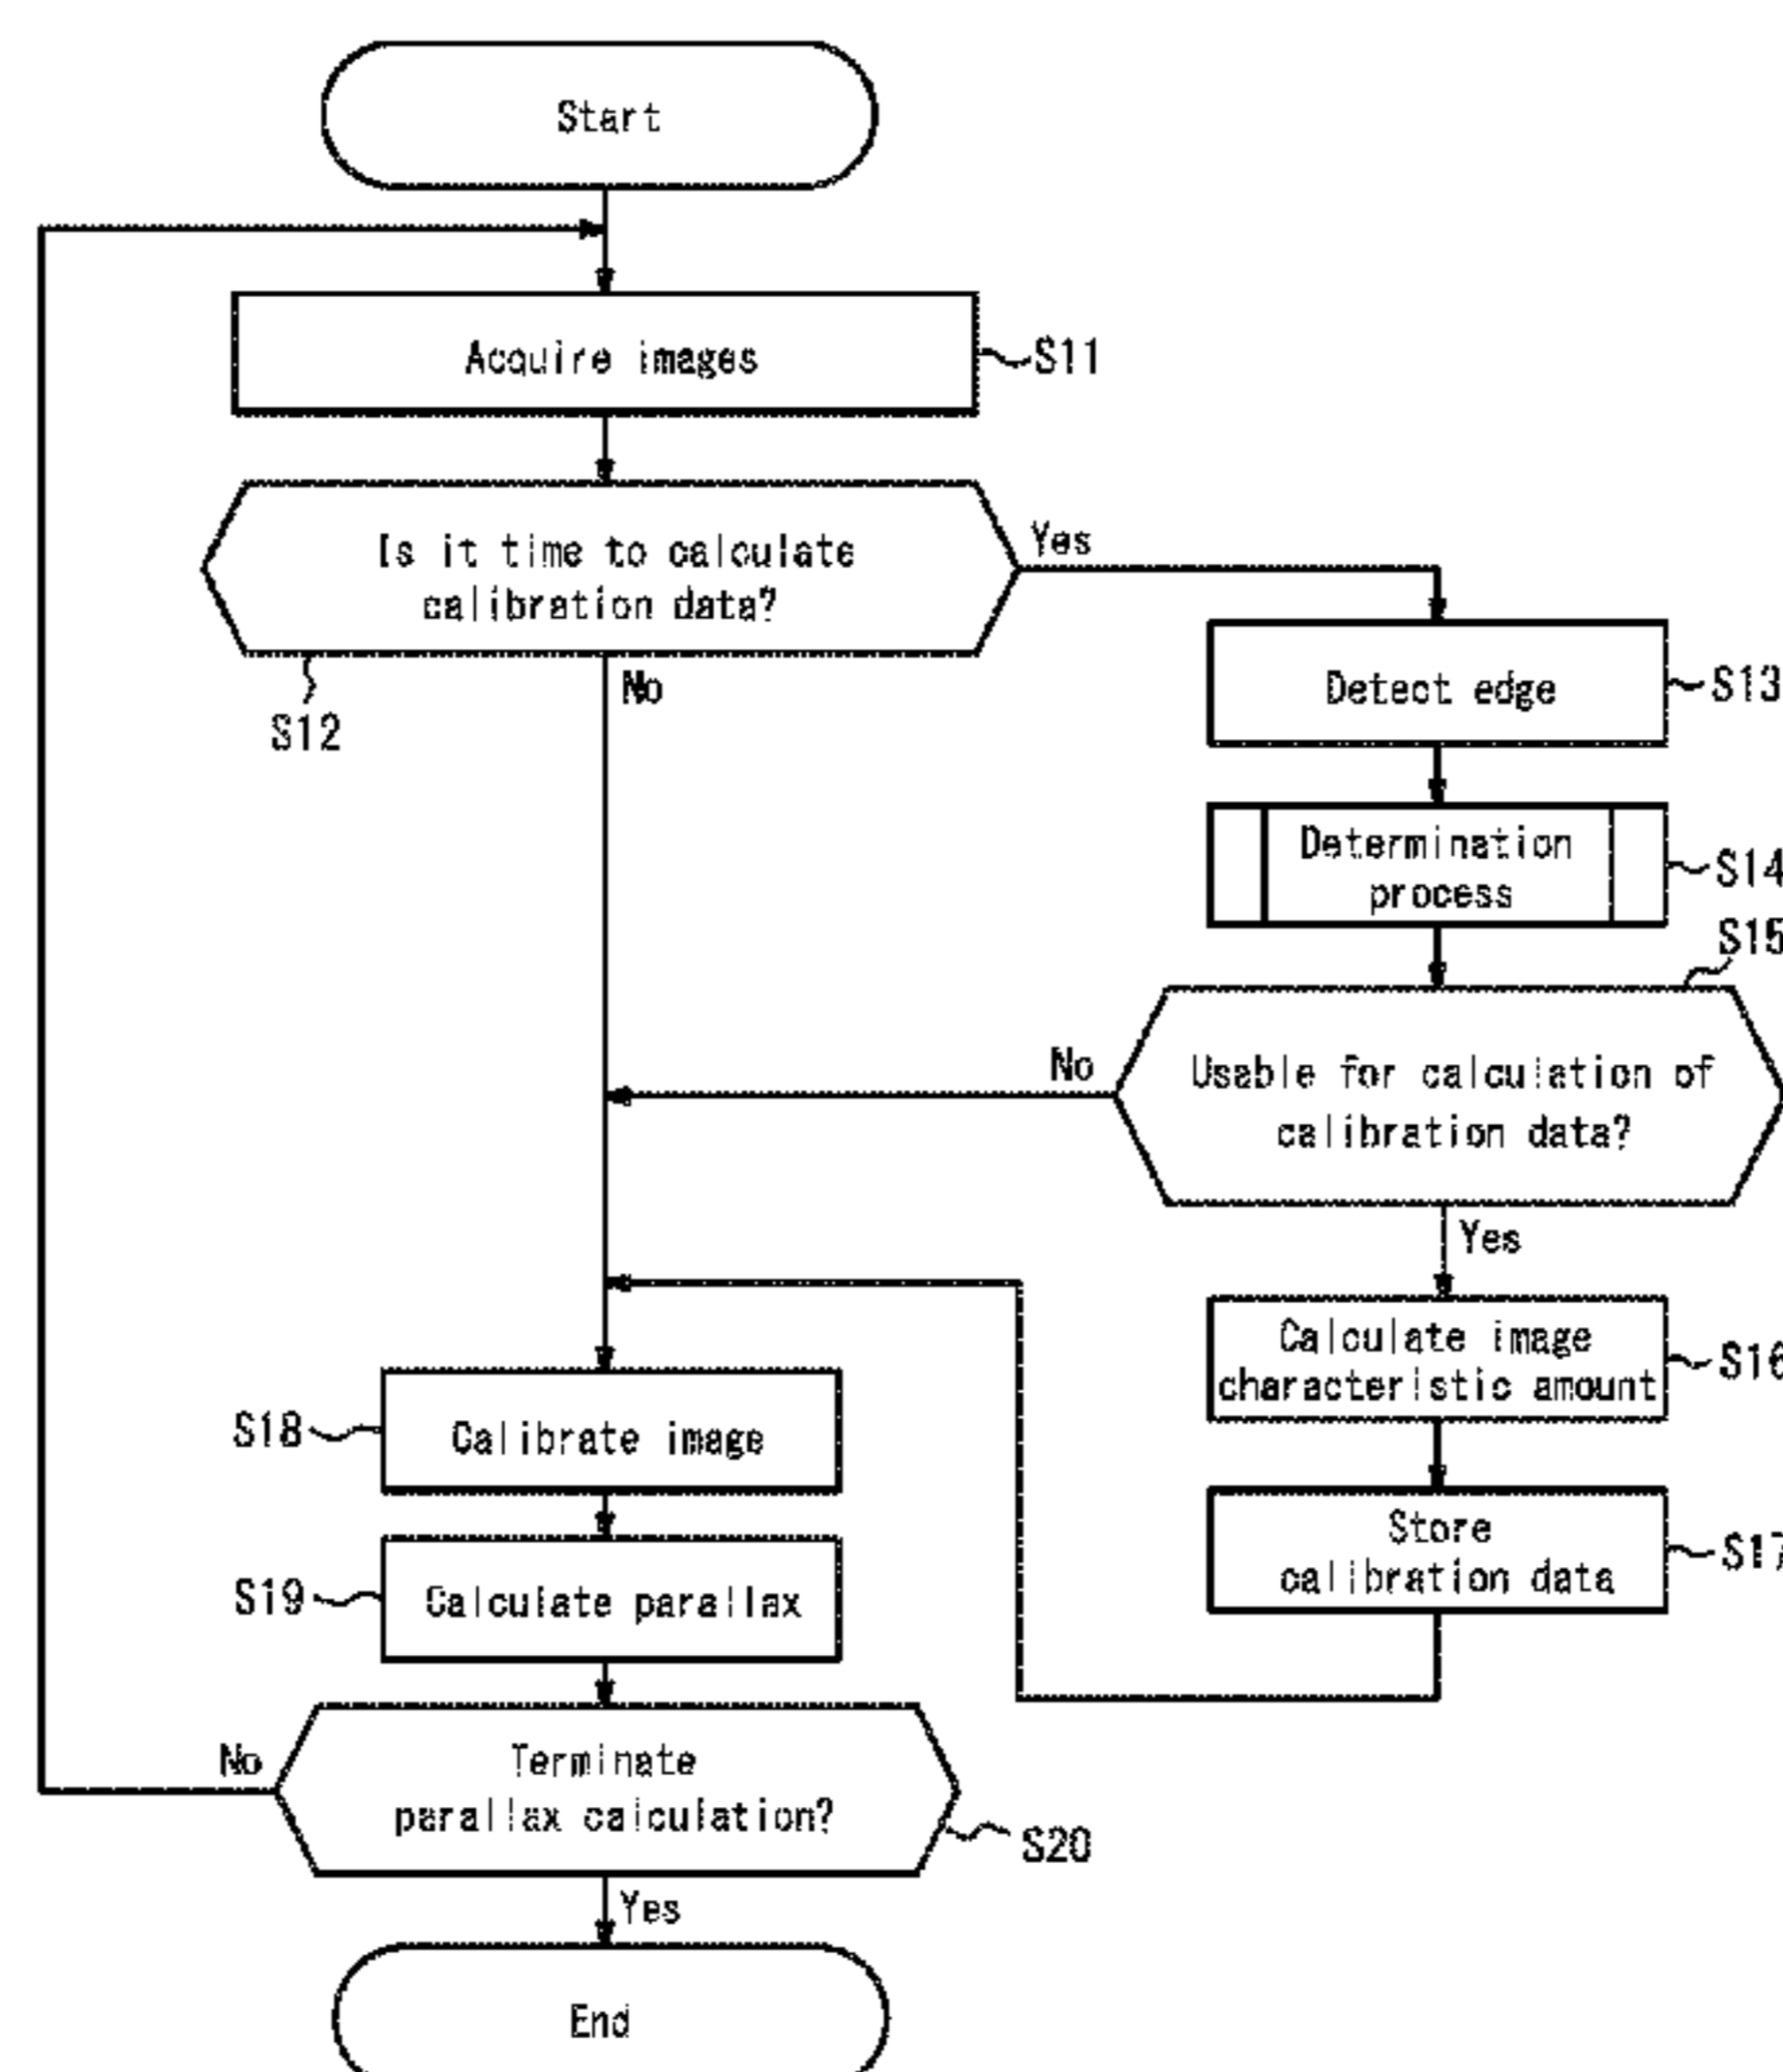 Start
Acquire images
S11
Is it time to calculate
calibration data?
Yes
No
S12
Detect edge
S13
Determination
process
S14
S15
Usable for calculation of
calibration data?
No
Yes
Calculate image
characteristic amount
S16
Store
calibration data
S17
S18
Calibrate image
S19
Calculate parallax
No
Terminate
parallax calculation?
S20
Yes
End